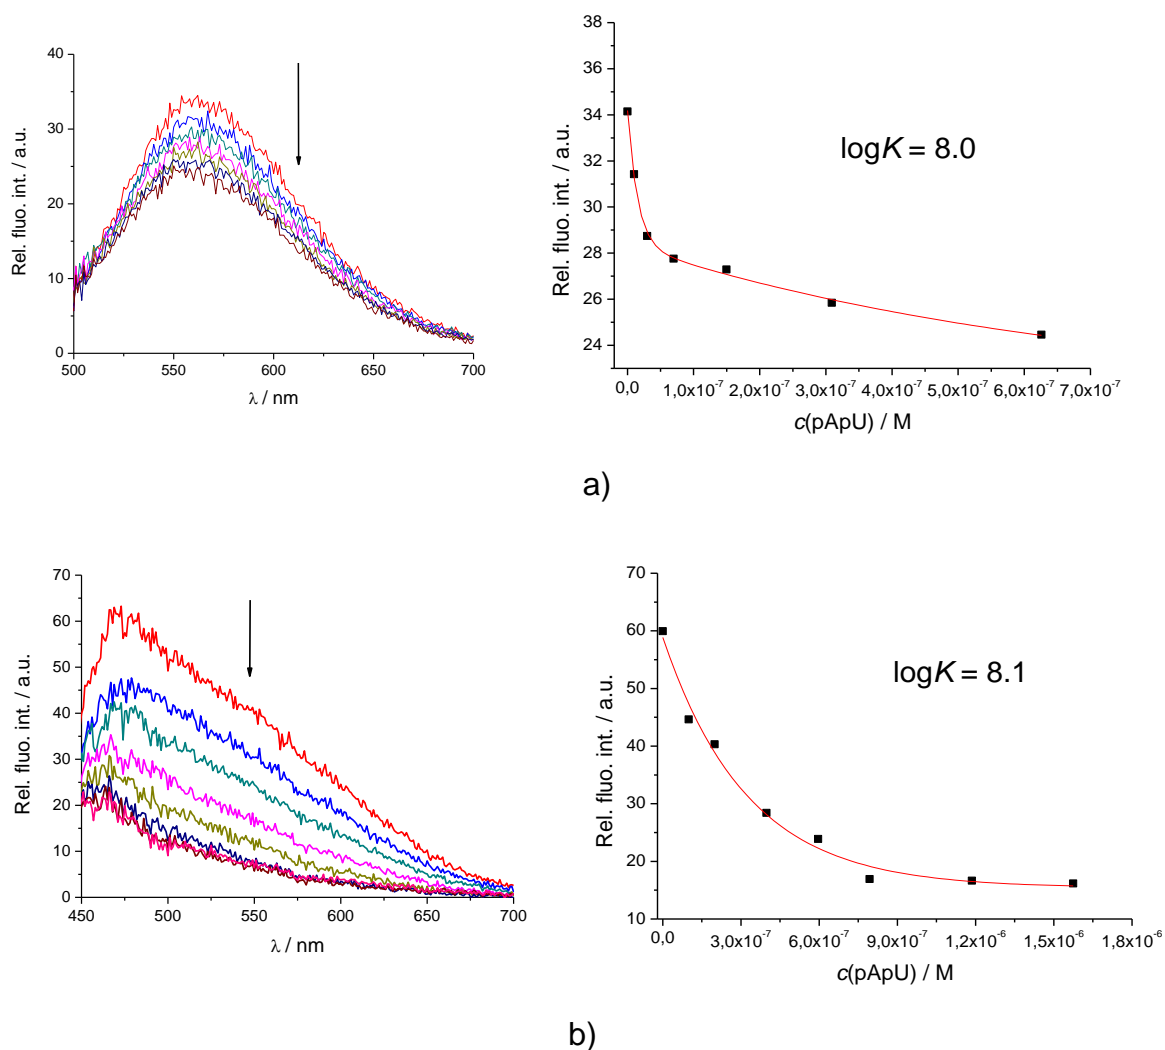 Rel. fluo. int. / a.u.
40
30
20
10
0
500
550
600
650
700
λ / nm
Rel. fluo. int. / a.u.
38
36
34
32
30
28
26
24
logK = 8.0
0,0
1,0x10⁻⁷
2,0x10⁻⁷
3,0x10⁻⁷
4,0x10⁻⁷
5,0x10⁻⁷
6,0x10⁻⁷
7,0x10⁻⁷
c(pApU) / M
a)
Rel. fluo. int. / a.u.
70
60
50
40
30
20
10
0
450
500
550
600
650
700
λ / nm
Rel. fluo. int. / a.u.
70
60
50
40
30
20
10
logK = 8.1
0,0
3,0x10⁻⁷
6,0x10⁻⁷
9,0x10⁻⁷
1,2x10⁻⁶
1,5x10⁻⁶
1,8x10⁻⁶
c(pApU) / M
b)